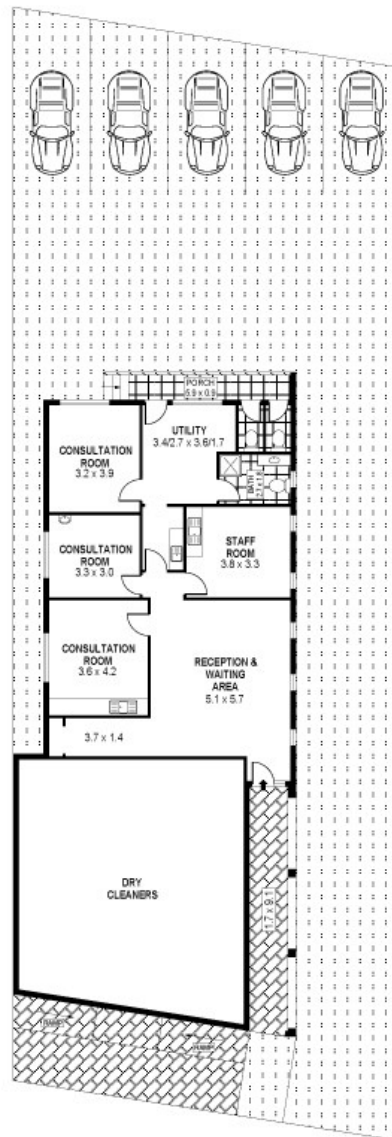 PORCH
5.9 x 0.9
UTILITY
3.4/2.7 x 3.6/1.7
CONSULTATION
ROOM
3.2 x 3.9
BATH
CONSULTATION
ROOM
3.3 x 3.0
STAFF
ROOM
3.8 x 3.3
CONSULTATION
ROOM
3.6 x 4.2
RECEPTION &
WAITING
AREA
5.1 x 5.7
3.7 x 1.4
DRY
CLEANERS
11.7 x 9.1